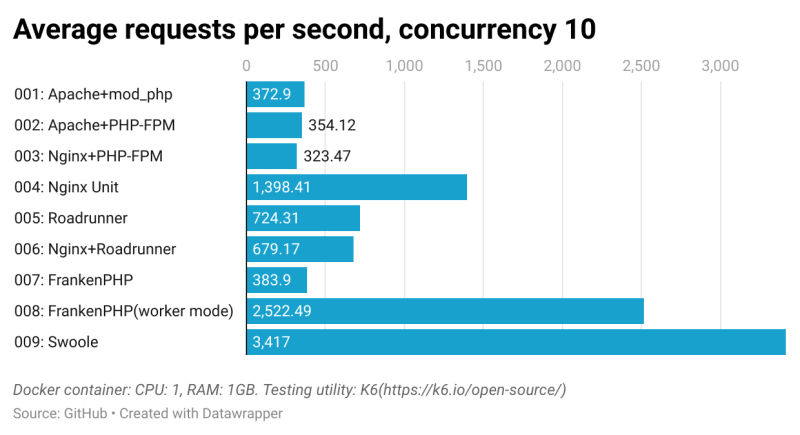 Average requests per second, concurrency 10
0 500 1,000 1,500 2,000 2,500 3,000
001: Apache+mod_php 372.9
002: Apache+PHP-FPM 354.12
003: Nginx+PHP-FPM 323.47
004: Nginx Unit 1,398.41
005: Roadrunner 724.31
006: Nginx+Roadrunner 679.17
007: FrankenPHP 383.9
008: FrankenPHP(worker mode) 2,522.49
009: Swoole 3,417
Docker container: CPU: 1, RAM: 1GB. Testing utility: K6(https://k6.io/open-source/)
Source: GitHub • Created with Datawrapper